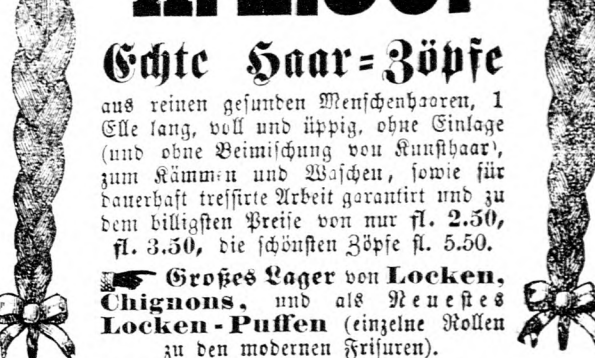 Echte Haar=Zöpfe
aus reinen gesunden Menschenhaaren, 1
Elle lang, voll und üppig, ohne Einlage
(und ohne Beimischung von Kunsthaar),
zum Kämmen und Waschen, sowie für
dauerhaft tressirte Arbeit garantirt und zu
dem billigsten Preise von nur fl. 2.50,
fl. 3.50, die schönsten Zöpfe fl. 5.50.
Großes Lager von Locken,
Chignons, und als Neuestes
Locken-Puffen (einzelne Rollen
zu den modernen Frisuren).